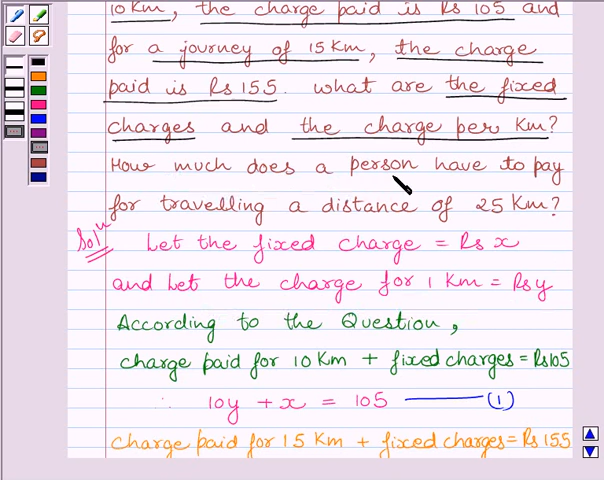 10 Km, the charge paid is Rs 105 and
for a journey of 15 Km, the charge
paid is Rs 155. What are the fixed
charges and the charge per Km?
How much does a person have to pay
for travelling a distance of 25 Km?
Solⁿ Let the fixed charge = Rs x
and let the charge for 1 Km = Rs y
According to the Question,
charge paid for 10 Km + fixed charges = Rs 105
∴ 10y + x = 105 ——— (1)
charge paid for 15 Km + fixed charges = Rs 155